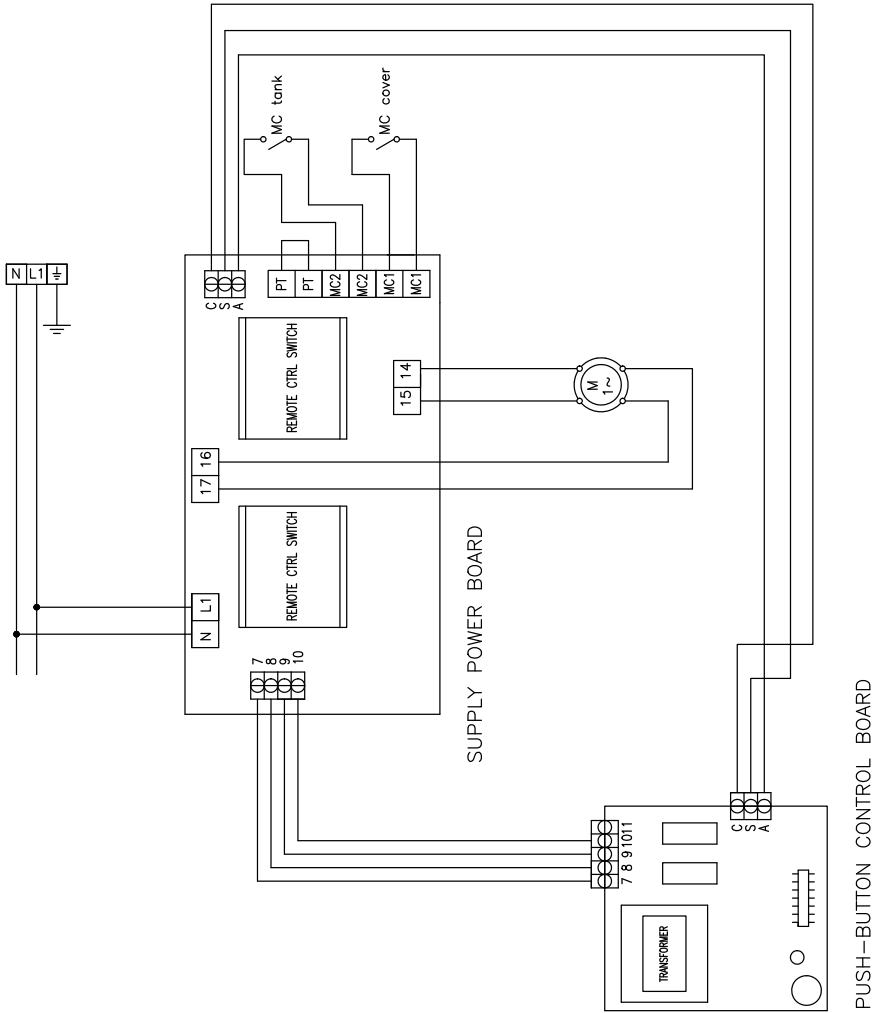 N L1
MC tank
MC cover
C
S
A
PT
PT
MC2
MC2
MC1
MC1
REMOTE CTRL SWITCH
15 14
M
1~
17 16
REMOTE CTRL SWITCH
N L1
7
8
9
10
SUPPLY POWER BOARD
C
S
A
7 8 9 10 11
TRANSFORMER
PUSH-BUTTON CONTROL BOARD